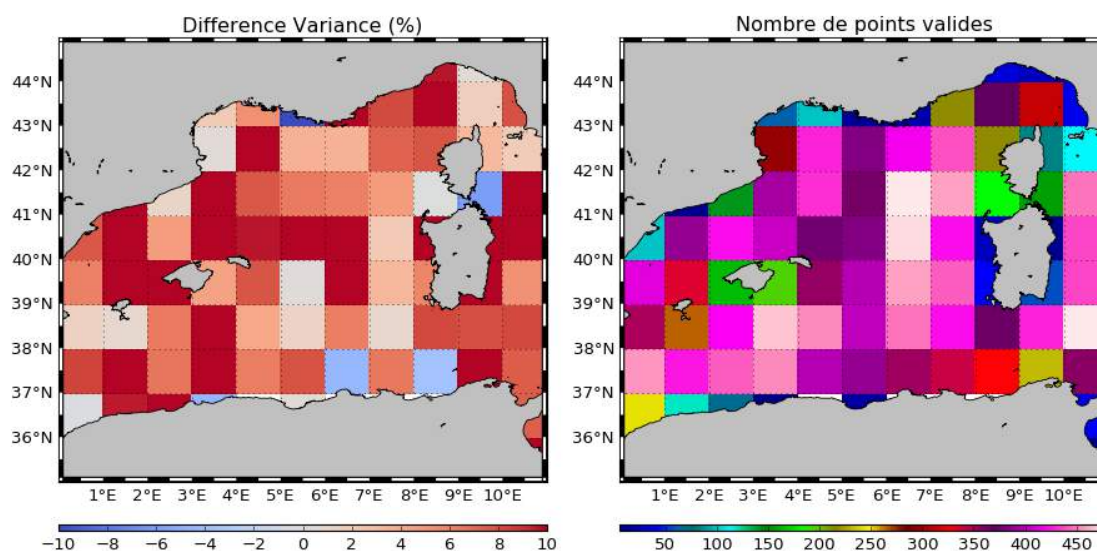 Difference Variance (%)
Nombre de points valides
44°N
43°N
42°N
41°N
40°N
39°N
38°N
37°N
36°N
44°N
43°N
42°N
41°N
40°N
39°N
38°N
37°N
36°N
1°E 2°E 3°E 4°E 5°E 6°E 7°E 8°E 9°E 10°E
1°E 2°E 3°E 4°E 5°E 6°E 7°E 8°E 9°E 10°E
−10 −8 −6 −4 −2 0 2 4 6 8 10
50 100 150 200 250 300 350 400 450